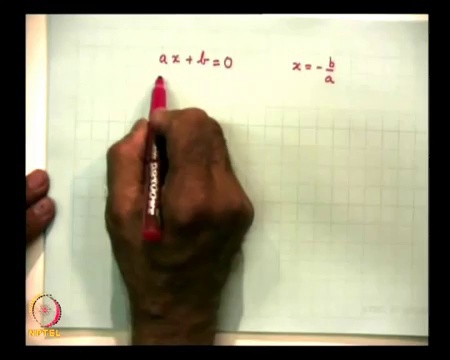 ax + b = 0
x = - b/a
NPTEL